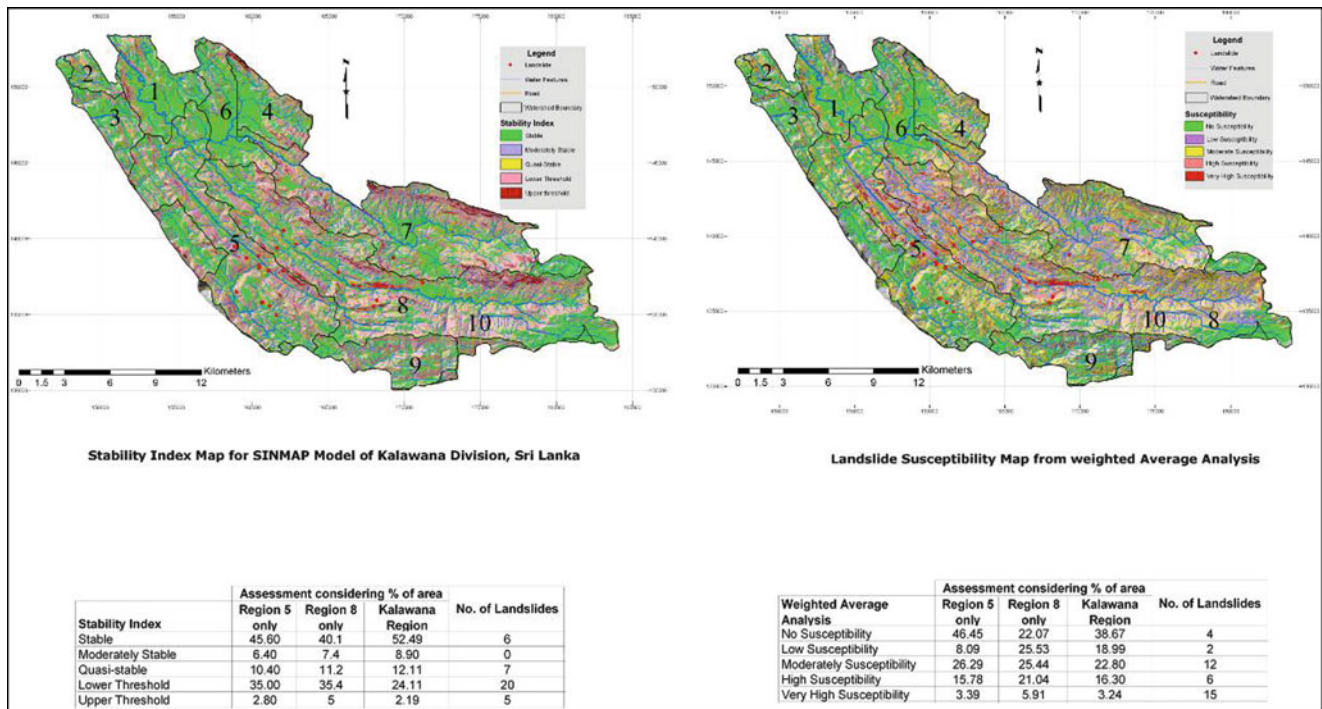 Legend
Landslide
Water Features
Road
Watershed Boundary
Stability Index
Stable
Moderately Stable
Quasi-Stable
Lower Threshold
Upper Threshold
2
1
3
6
4
7
5
8
10
9
Kilometers
0 1.5 3 6 9 12
Stability Index Map for SINMAP Model of Kalawana Division, Sri Lanka
Assessment considering % of area
Stability Index Region 5 only Region 8 only Kalawana Region No. of Landslides
Stable 45.60 40.1 52.49 6
Moderately Stable 6.40 7.4 8.90 0
Quasi-stable 10.40 11.2 12.11 7
Lower Threshold 35.00 35.4 24.11 20
Upper Threshold 2.80 5 2.19 5
Legend
Landslide
Water Features
Road
Watershed Boundary
Susceptibility
No Susceptibility
Low Susceptibility
Moderate Susceptibility
High Susceptibility
Very High Susceptibility
2
3
1
6
4
7
5
10
8
9
Kilometers
0 1.5 3 6 9 12
Landslide Susceptibility Map from weighted Average Analysis
Assessment considering % of area
Weighted Average Analysis Region 5 only Region 8 only Kalawana Region No. of Landslides
No Susceptibility 46.45 22.07 38.67 4
Low Susceptibility 8.09 25.53 18.99 2
Moderately Susceptibility 26.29 25.44 22.80 12
High Susceptibility 15.78 21.04 16.30 6
Very High Susceptibility 3.39 5.91 3.24 15